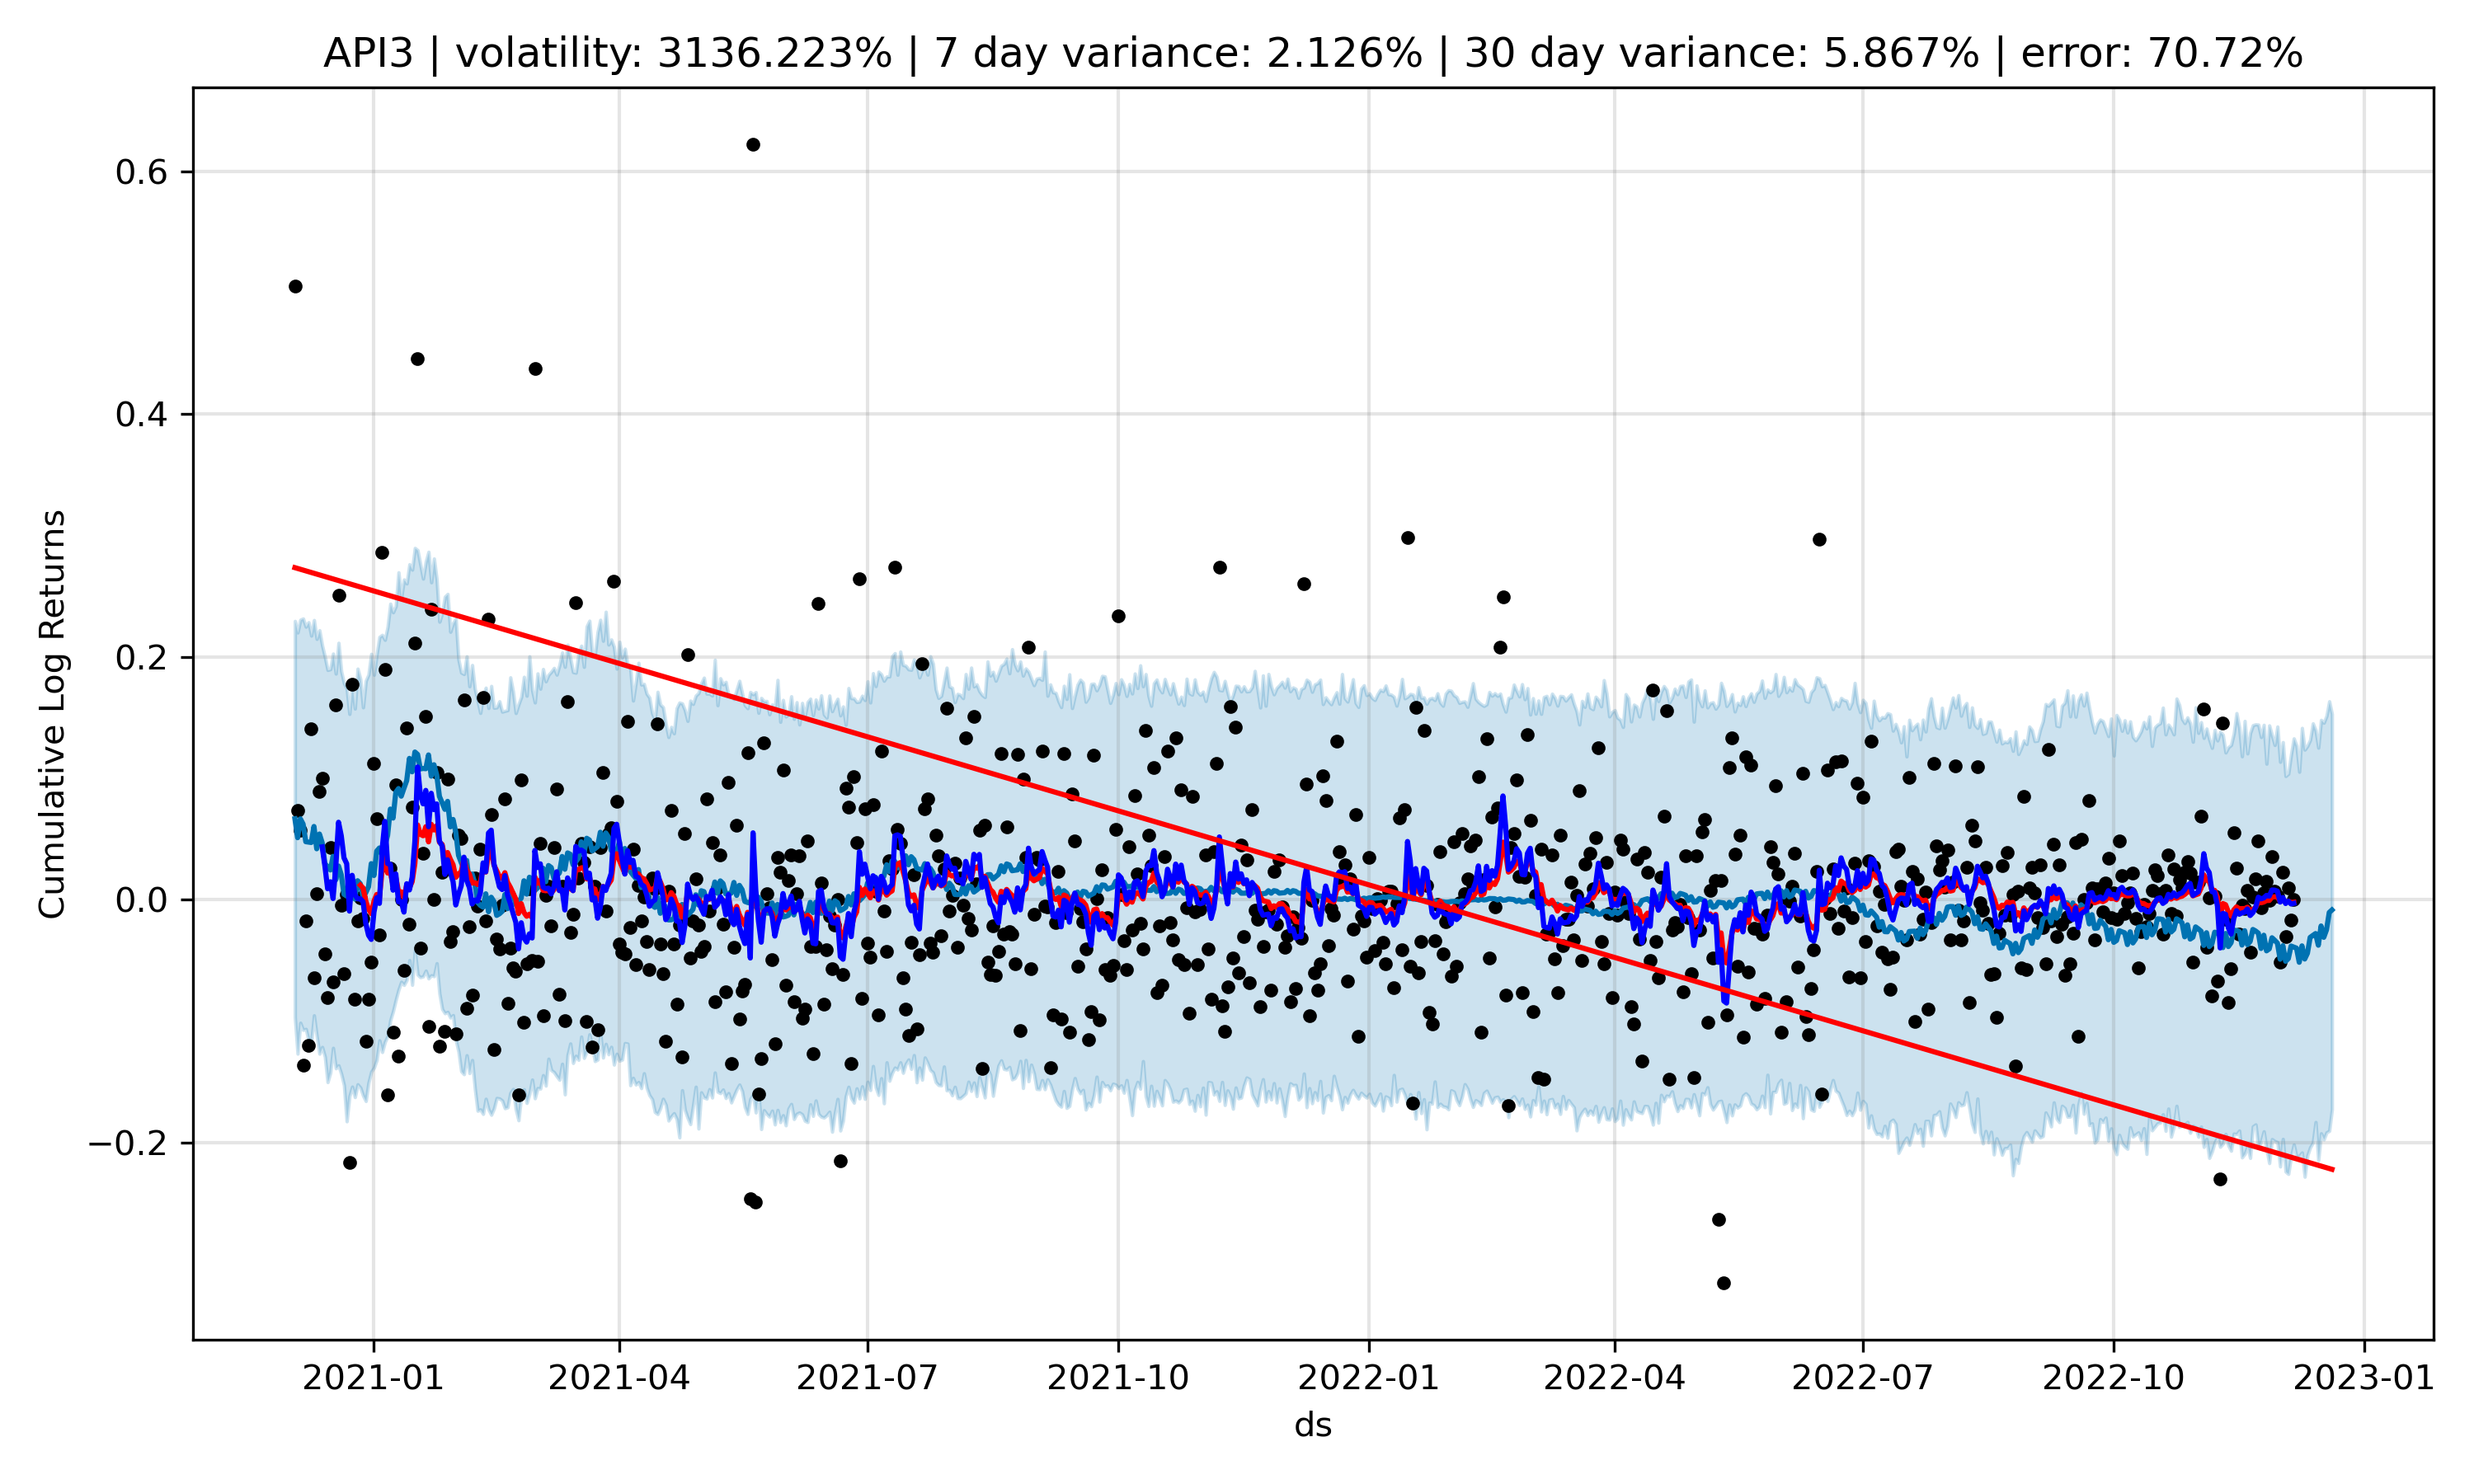 API3 | volatility: 3136.223% | 7 day variance: 2.126% | 30 day variance: 5.867% | error: 70.72%
0.6
0.4
0.2
0.0
−0.2
Cumulative Log Returns
2021-01 2021-04 2021-07 2021-10 2022-01 2022-04 2022-07 2022-10 2023-01
ds